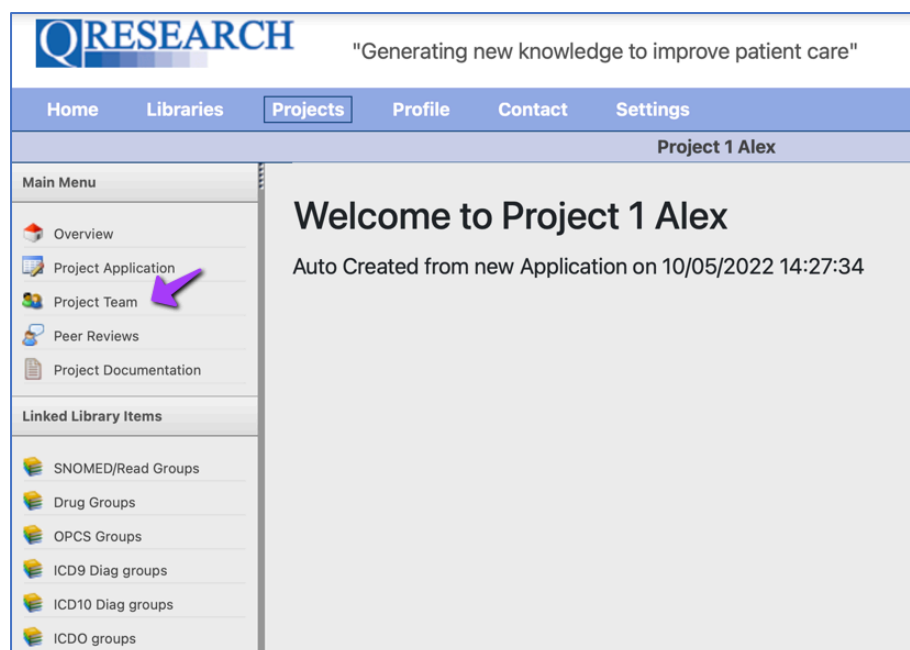 QRESEARCH
"Generating new knowledge to improve patient care"
Home Libraries Projects Profile Contact Settings
Project 1 Alex
Main Menu
Overview
Project Application
Project Team
Peer Reviews
Project Documentation
Linked Library Items
SNOMED/Read Groups
Drug Groups
OPCS Groups
ICD9 Diag groups
ICD10 Diag groups
ICDO groups
Welcome to Project 1 Alex
Auto Created from new Application on 10/05/2022 14:27:34